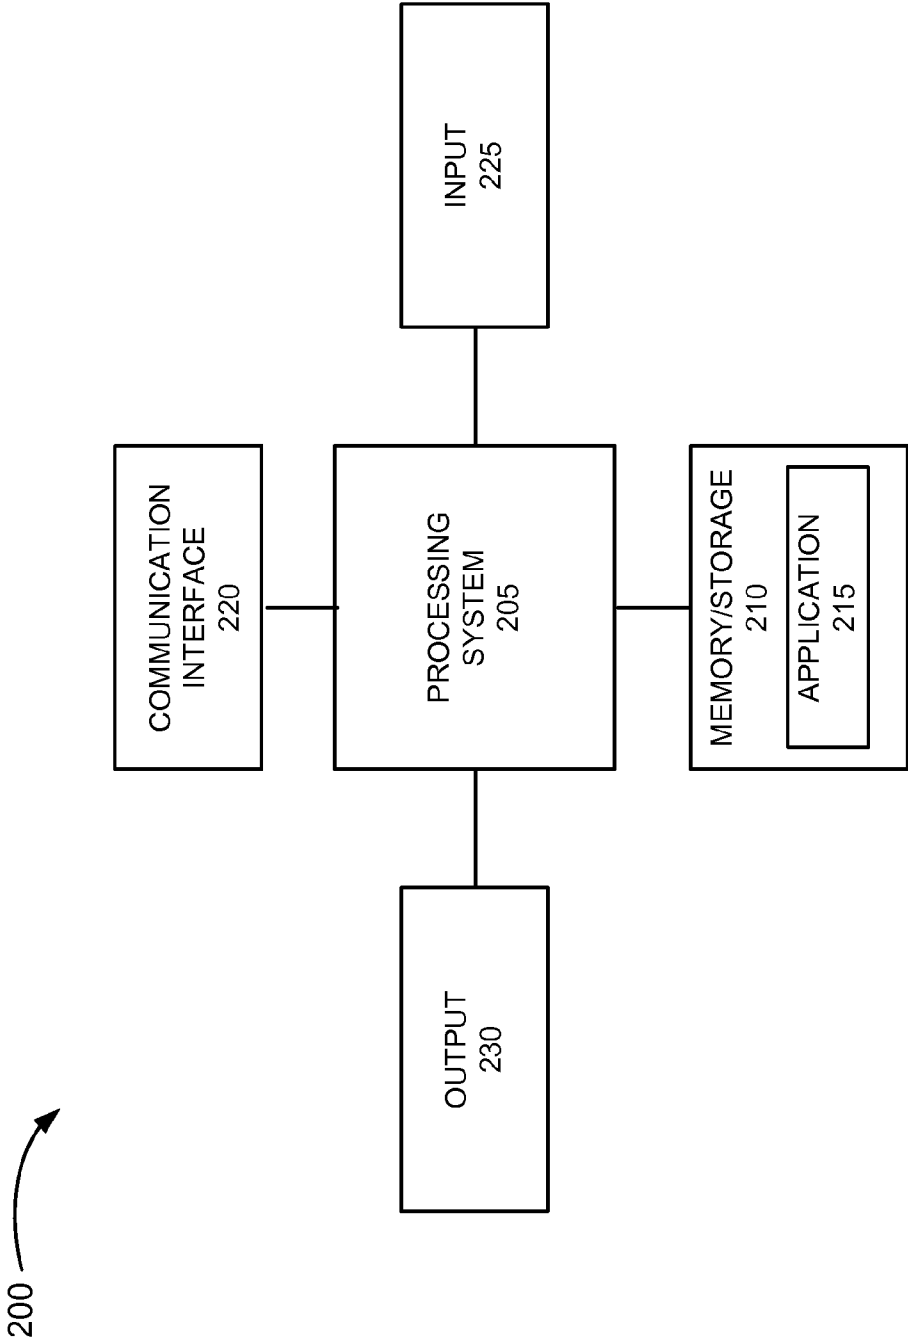 200
COMMUNICATION
INTERFACE
220
OUTPUT
230
PROCESSING
SYSTEM
205
INPUT
225
MEMORY/STORAGE
210
APPLICATION
215